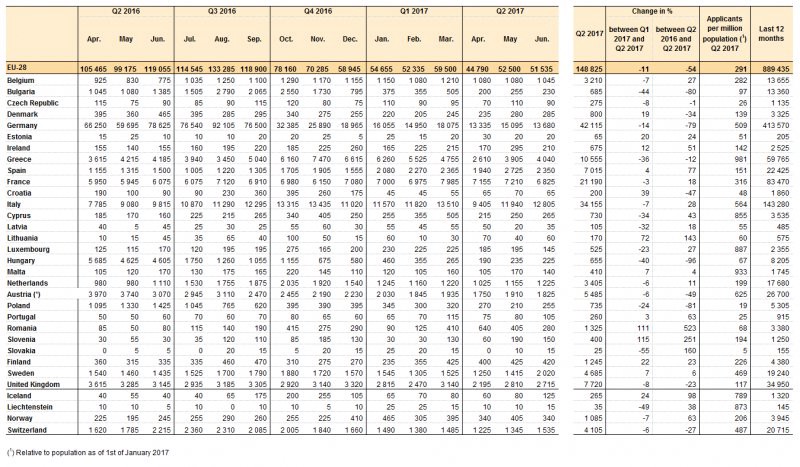 Q2 2016 Q3 2016 Q4 2016 Q1 2017 Q2 2017 Q2 2017 Change in % Applicants per million population (¹) Q2 2017 Last 12 months
Apr. May Jun. Jul. Aug. Sep. Oct. Nov. Dec. Jan. Feb. Mar. Apr. May Jun. between Q1 2017 and Q2 2017 between Q2 2016 and Q2 2017
EU-28 105 465 99 175 119 055 114 545 133 285 118 900 78 160 70 285 58 945 54 655 52 335 59 500 44 790 52 500 51 535 148 825 -11 -54 291 889 435
Belgium 925 830 775 1 035 1 250 1 100 1 290 1 170 1 155 1 150 1 080 1 210 1 080 1 080 1 045 3 210 -7 27 282 13 655
Bulgaria 1 045 1 080 1 385 1 505 2 790 2 065 2 550 1 730 795 375 355 505 205 250 230 685 -44 -80 97 13 360
Czech Republic 115 75 90 85 90 115 120 80 75 110 90 95 70 110 90 275 -8 -1 26 1 135
Denmark 395 360 465 395 285 295 395 420 330 220 205 245 235 280 285 800 19 -34 139 3 325
Germany 66 250 59 695 78 625 76 540 92 105 76 500 32 385 25 890 18 965 16 055 14 950 18 075 13 335 15 095 13 680 42 115 -14 -79 509 413 570
Estonia 15 25 10 10 20 20 20 25 5 20 15 20 30 20 20 65 20 24 51 205
Ireland 155 140 155 160 195 220 185 225 260 165 225 215 170 295 210 675 12 51 142 2 525
Greece 3 615 4 215 4 185 3 940 3 450 5 040 6 160 7 470 6 615 6 260 5 525 4 755 2 610 3 905 4 040 10 555 -36 -12 981 59 765
Spain 1 155 1 315 1 500 1 005 1 220 1 305 1 705 1 905 1 555 2 080 2 270 2 365 1 940 2 725 2 350 7 015 4 77 151 22 425
France 5 950 5 945 6 075 6 075 7 120 6 910 6 980 6 150 7 080 7 000 6 975 7 985 7 155 7 210 6 825 21 190 -3 18 316 83 470
Croatia 190 100 90 90 230 360 395 260 175 45 45 55 65 70 65 200 39 -47 48 1 860
Italy 7 785 9 080 9 815 10 870 11 290 12 295 13 315 13 435 11 020 11 570 11 820 13 510 9 405 11 940 12 805 34 155 -7 28 564 143 280
Cyprus 185 170 160 225 215 265 340 405 250 255 355 505 215 250 265 730 -34 43 855 3 535
Latvia 40 5 45 25 30 25 55 60 30 55 45 55 50 20 35 105 -32 18 55 485
Lithuania 10 15 45 35 65 40 100 50 15 60 10 30 70 40 60 170 72 143 60 575
Luxembourg 125 115 170 120 195 195 275 165 200 230 225 225 185 195 145 525 -23 27 887 2 355
Hungary 5 685 4 625 4 605 1 750 1 260 1 055 1 155 675 580 460 355 265 190 235 225 655 -40 -96 67 8 205
Malta 105 120 170 130 175 165 220 145 110 120 105 160 105 170 135 410 7 4 933 1 745
Netherlands 980 980 1 110 1 530 1 755 1 875 2 035 1 920 1 540 1 245 1 160 1 220 1 025 1 155 1 225 3 405 -6 11 199 17 680
Austria (*) 3 970 3 740 3 070 2 945 3 110 2 470 2 455 2 190 2 230 2 030 1 845 1 935 1 750 1 910 1 825 5 485 -6 -49 625 26 700
Poland 1 095 1 330 1 425 1 045 765 620 395 390 395 345 300 320 270 210 255 735 -24 -81 19 5 305
Portugal 50 50 60 70 60 70 80 65 60 70 65 115 75 80 105 260 3 63 25 915
Romania 85 50 80 115 140 190 415 275 290 90 130 410 640 405 280 1 325 111 523 68 3 380
Slovenia 30 55 30 35 120 110 85 185 130 30 55 100 60 190 150 400 115 251 194 1 250
Slovakia 0 5 5 0 20 15 5 20 15 20 15 20 5 15 5 25 -55 160 5 155
Finland 360 315 335 335 460 470 310 275 270 235 355 425 400 425 420 1 245 22 23 226 4 380
Sweden 1 540 1 460 1 435 1 525 1 700 1 790 1 880 1 720 1 570 1 545 1 305 1 525 1 250 1 415 2 020 4 685 7 6 469 19 240
United Kingdom 3 615 3 285 3 145 2 935 3 185 3 305 2 920 3 140 3 320 2 815 2 470 3 140 2 195 2 810 2 715 7 720 -8 -23 117 34 950
Iceland 40 55 40 40 65 175 200 255 105 65 70 80 55 120 90 265 24 98 789 1 320
Liechtenstein 10 10 5 10 0 10 10 5 10 25 25 15 10 10 15 35 -49 38 873 145
Norway 225 195 245 255 290 260 255 225 410 465 305 395 340 405 340 1 085 -7 63 206 3 945
Switzerland 1 620 1 785 2 215 2 360 2 310 2 085 2 005 1 840 1 660 1 490 1 380 1 485 1 225 1 345 1 535 4 105 -6 -27 487 20 715
(¹) Relative to population as of 1st of January 2017